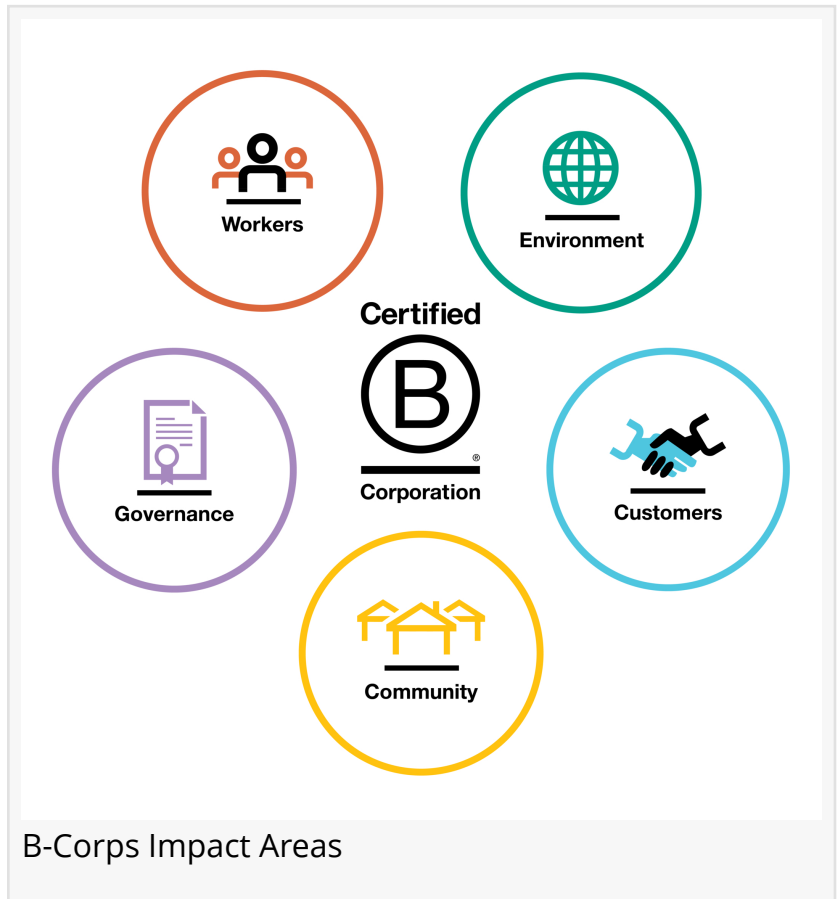 Workers
Environment
Certified
B
®
Corporation
Governance
Customers
Community
B-Corps Impact Areas